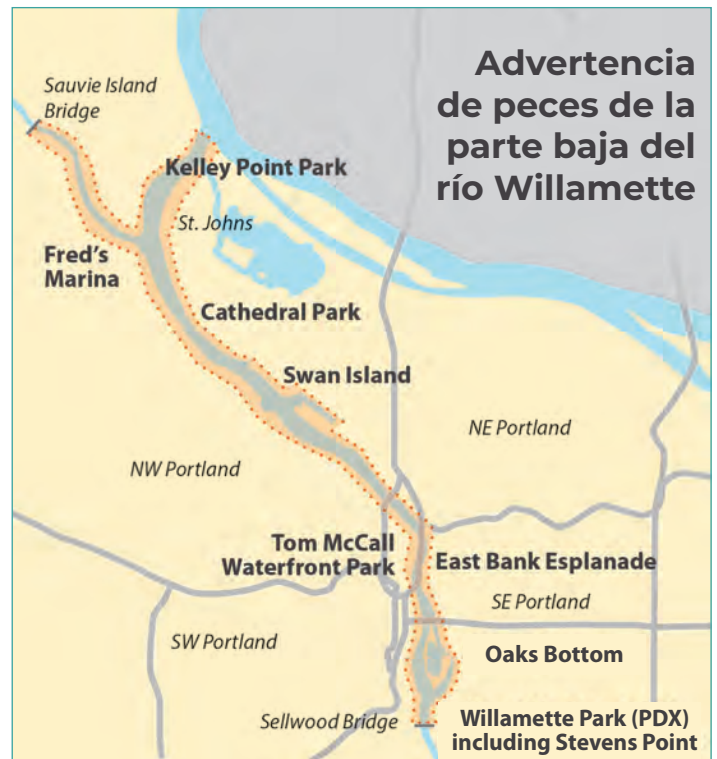 Advertencia
de peces de la
parte baja del
río Willamette
Sauvie Island
Bridge
Kelley Point Park
St. Johns
Fred's
Marina
Cathedral Park
Swan Island
NE Portland
NW Portland
Tom McCall
Waterfront Park
East Bank Esplanade
SE Portland
SW Portland
Oaks Bottom
Sellwood Bridge
Willamette Park (PDX)
including Stevens Point